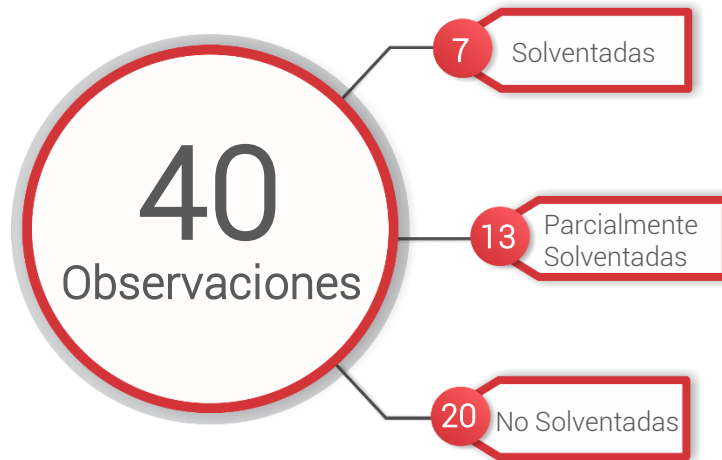 40
Observaciones
7
Solventadas
13
Parcialmente
Solventadas
20
No Solventadas